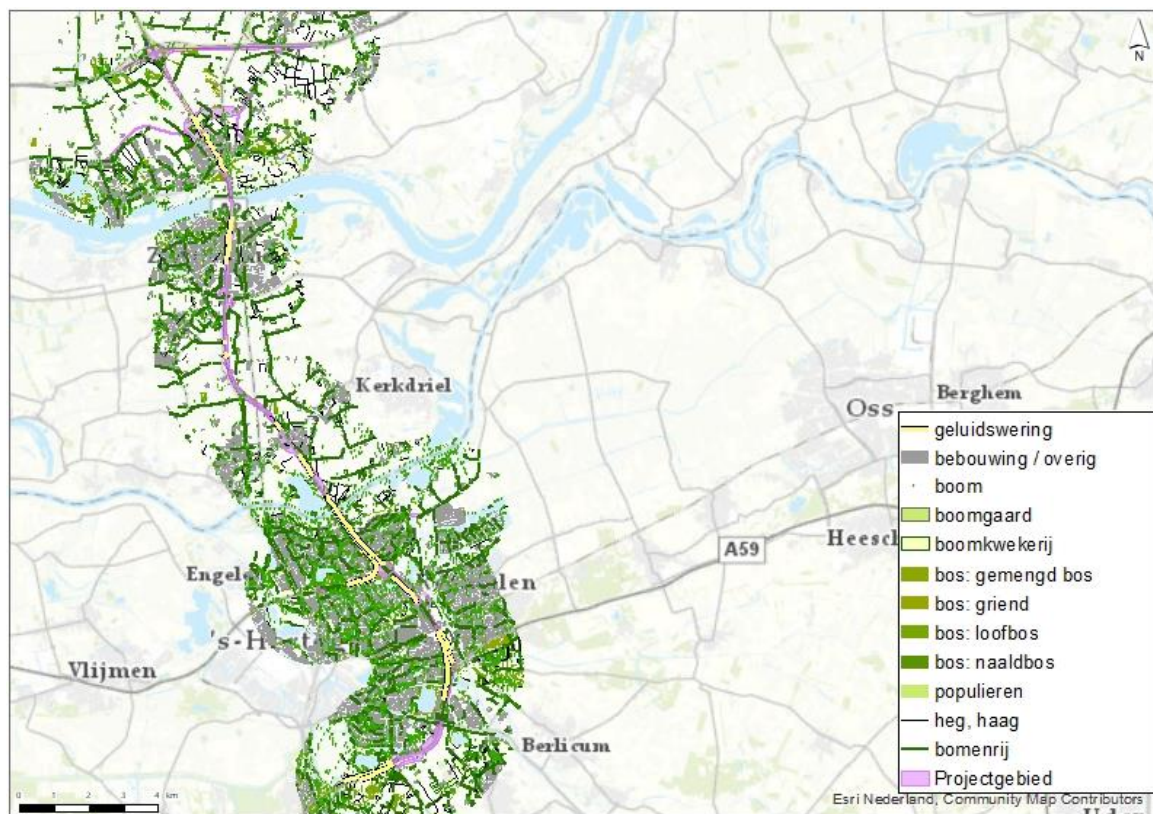 N
Kerkdriel
Berghem
Oss
geluidswering
bebouwing / overig
boom
boomgaard
boomkwekerij
bos: gemengd bos
bos: griend
bos: loofbos
bos: naaldbos
populieren
heg, haag
bomenrij
Projectgebied
A59
Heesch
Engelen
Vlijmen
Berlicum
0 1 2 3 4 km
Esri Nederland, Community Map Contributors